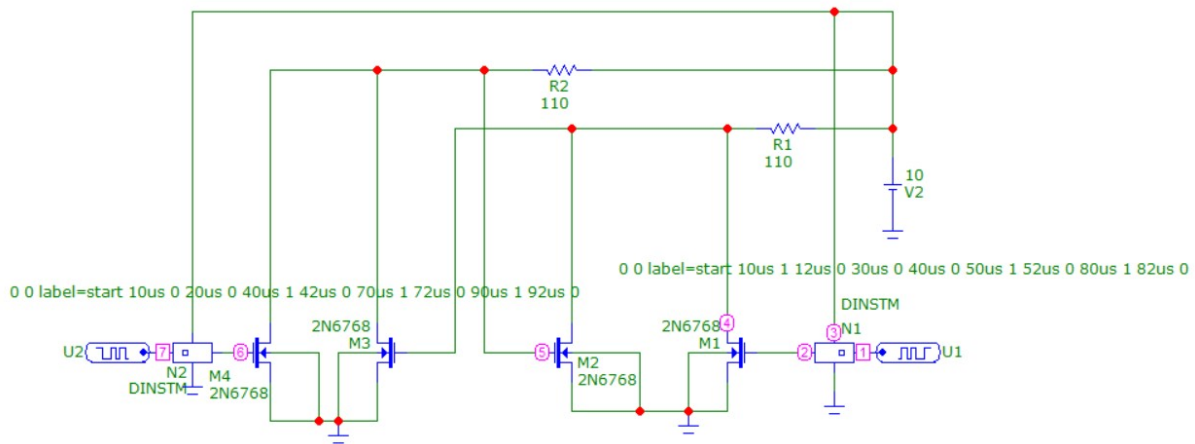 R2
110
R1
110
10
V2
0 0 label=start 10us 1 12us 0 30us 0 40us 0 50us 1 52us 0 80us 1 82us 0
0 0 label=start 10us 0 20us 0 40us 1 42us 0 70us 1 72us 0 90us 1 92us 0
DINSTM
2N6768
M3
2N6768
M1
4
3
N1
U2
7
6
5
2
1
U1
N2
DINSTM
M4
2N6768
M2
2N6768